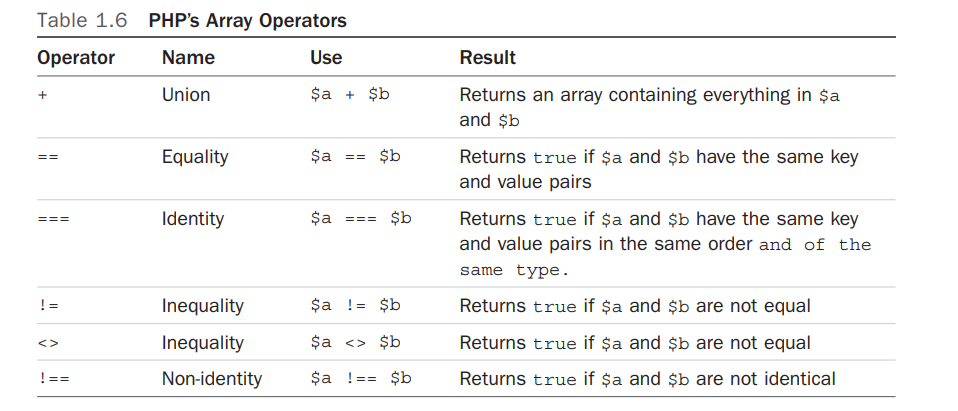 Table 1.6 PHP's Array Operators
Operator Name Use Result
+ Union $a + $b Returns an array containing everything in $a
and $b
== Equality $a == $b Returns true if $a and $b have the same key
and value pairs
=== Identity $a === $b Returns true if $a and $b have the same key
and value pairs in the same order and of the
same type.
!= Inequality $a != $b Returns true if $a and $b are not equal
<> Inequality $a <> $b Returns true if $a and $b are not equal
!== Non-identity $a !== $b Returns true if $a and $b are not identical